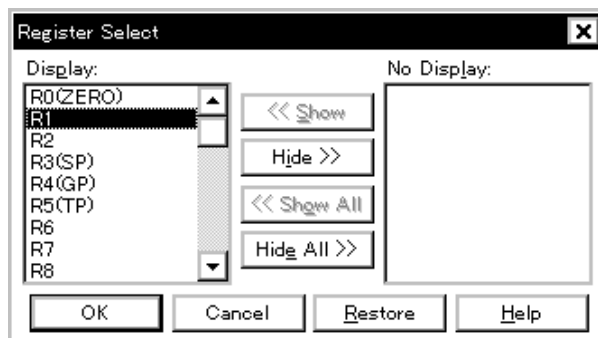 Register Select
Display:
No Display:
R0(ZERO)
R1
R2
R3(SP)
R4(GP)
R5(TP)
R6
R7
R8
<< Show
Hide >>
<< Show All
Hide All >>
OK
Cancel
Restore
Help